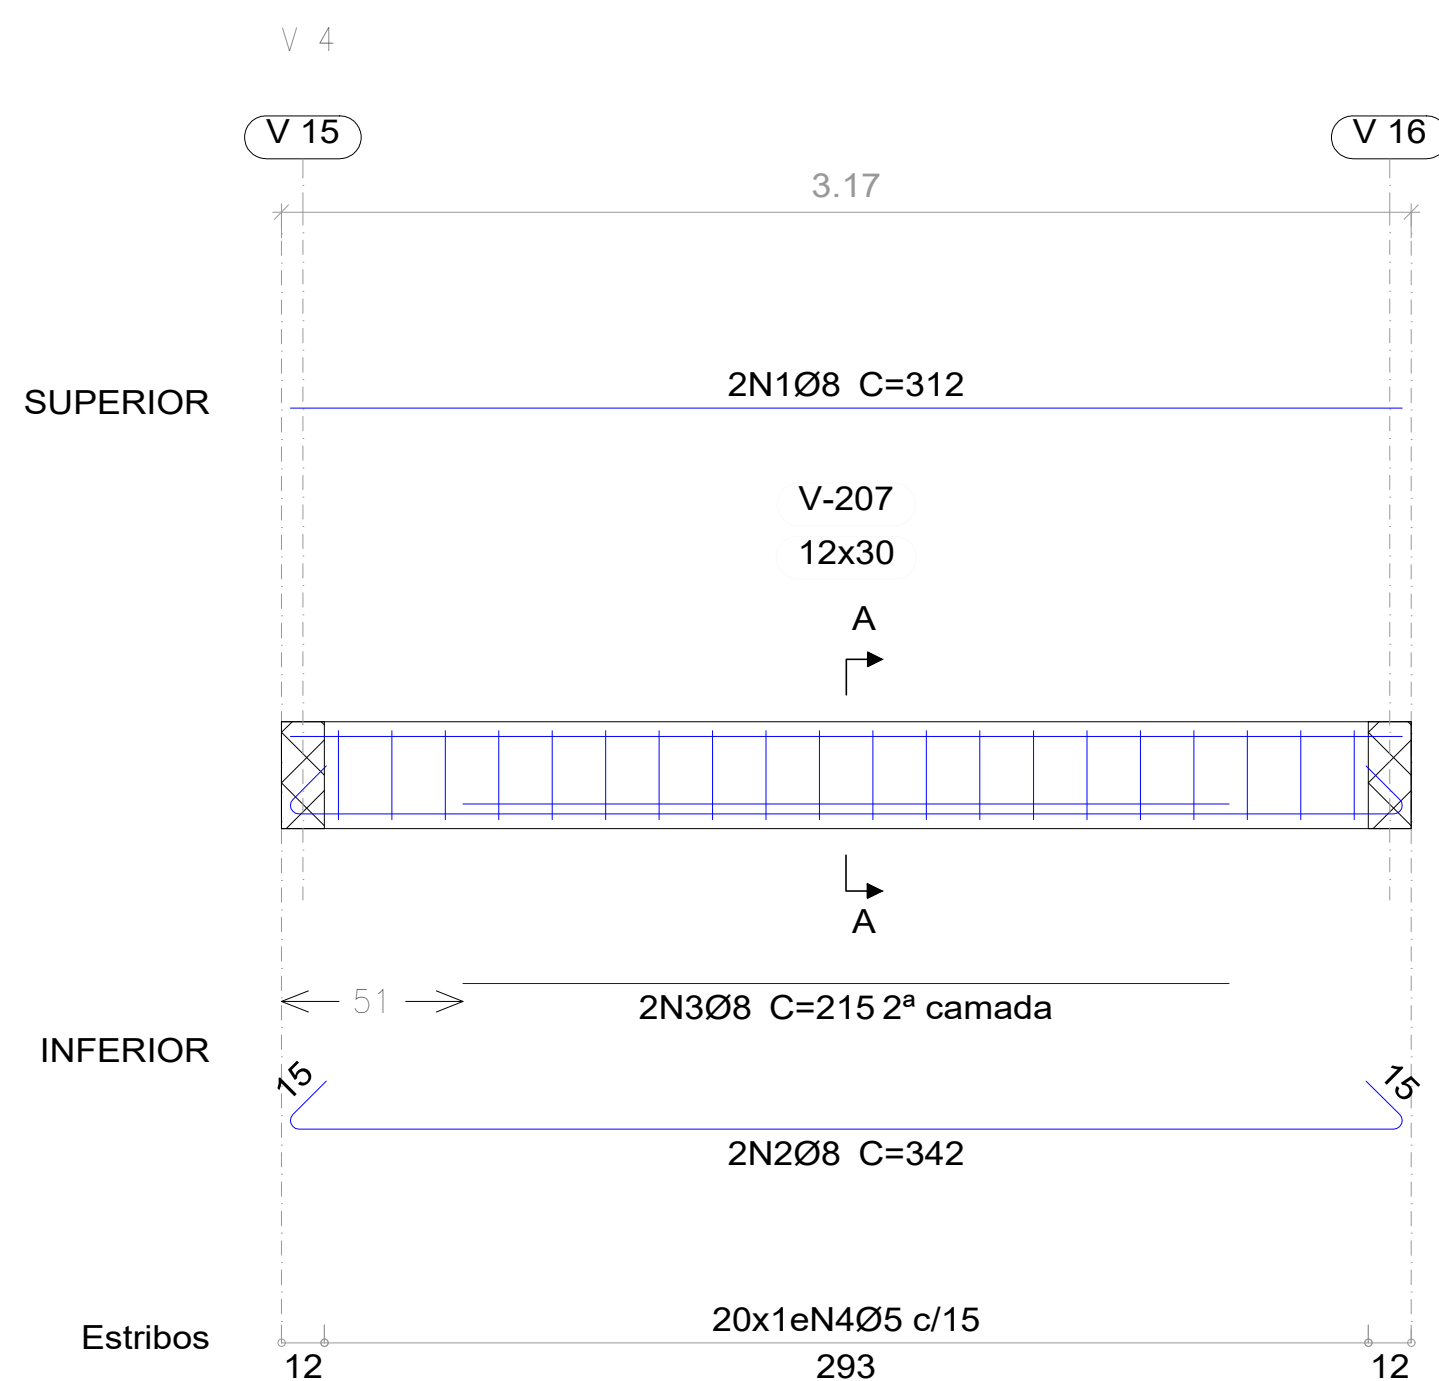 V 4
V 15 V 16
3.17
2N1Ø8 C=312
SUPERIOR
V-207
12x30
A
A
51
2N3Ø8 C=215 2ª camada
INFERIOR
15 15
2N2Ø8 C=342
20x1eN4Ø5 c/15
Estribos
12 293 12